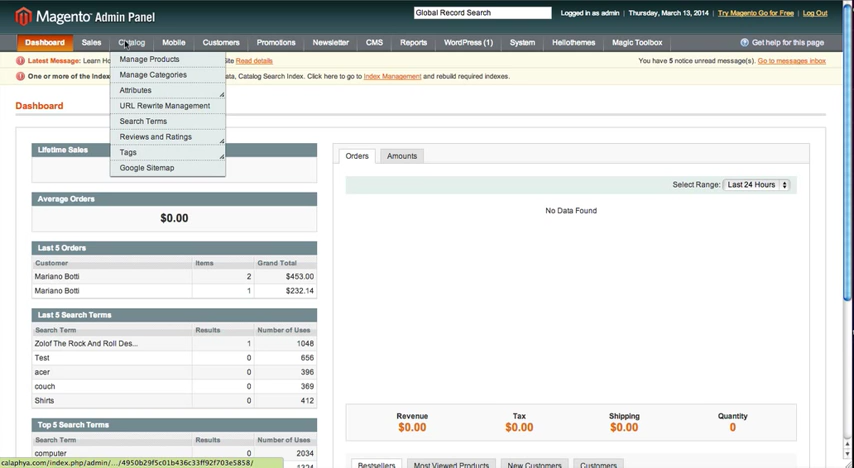 Magento Admin Panel
Global Record Search
Logged in as admin | Thursday, March 13, 2014 | Try Magento Go for Free | Log Out
Dashboard Sales Catalog Mobile Customers Promotions Newsletter CMS Reports WordPress (1) System Hellothemes Magic Toolbox Get help for this page
Latest Message: Learn Ho site Read details You have 5 notice unread message(s). Go to messages inbox
One or more of the Index ata, Catalog Search Index. Click here to go to Index Management and rebuild required indexes.
Manage Products
Manage Categories
Attributes
URL Rewrite Management
Search Terms
Reviews and Ratings
Tags
Google Sitemap
Dashboard
Lifetime Sales
Average Orders
$0.00
Last 5 Orders
Customer Items Grand Total
Mariano Botti 2 $453.00
Mariano Botti 1 $232.14
Last 5 Search Terms
Search Term Results Number of Uses
Zolof The Rock And Roll Des... 1 1048
Test 0 656
acer 0 396
couch 0 369
Shirts 0 412
Top 5 Search Terms
Search Term Results Number of Uses
computer 0 2034
1324
Orders Amounts
Select Range: Last 24 Hours
No Data Found
Revenue Tax Shipping Quantity
$0.00 $0.00 $0.00 0
Bestsellers Most Viewed Products New Customers Customers
calaphya.com/index.php/admin/.../4950b29f5c01b436c33ff92f703e5858/